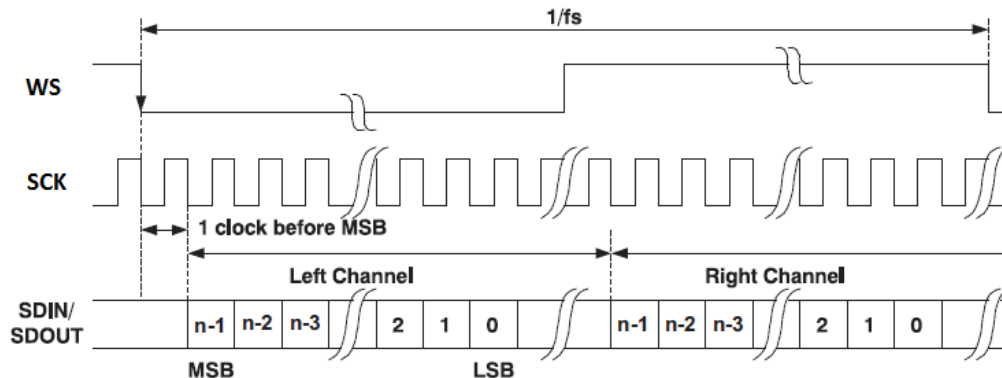 1/fs
WS
SCK
1 clock before MSB
Left Channel
Right Channel
SDIN/
SDOUT
n-1 n-2 n-3 2 1 0 n-1 n-2 n-3 2 1 0
MSB LSB